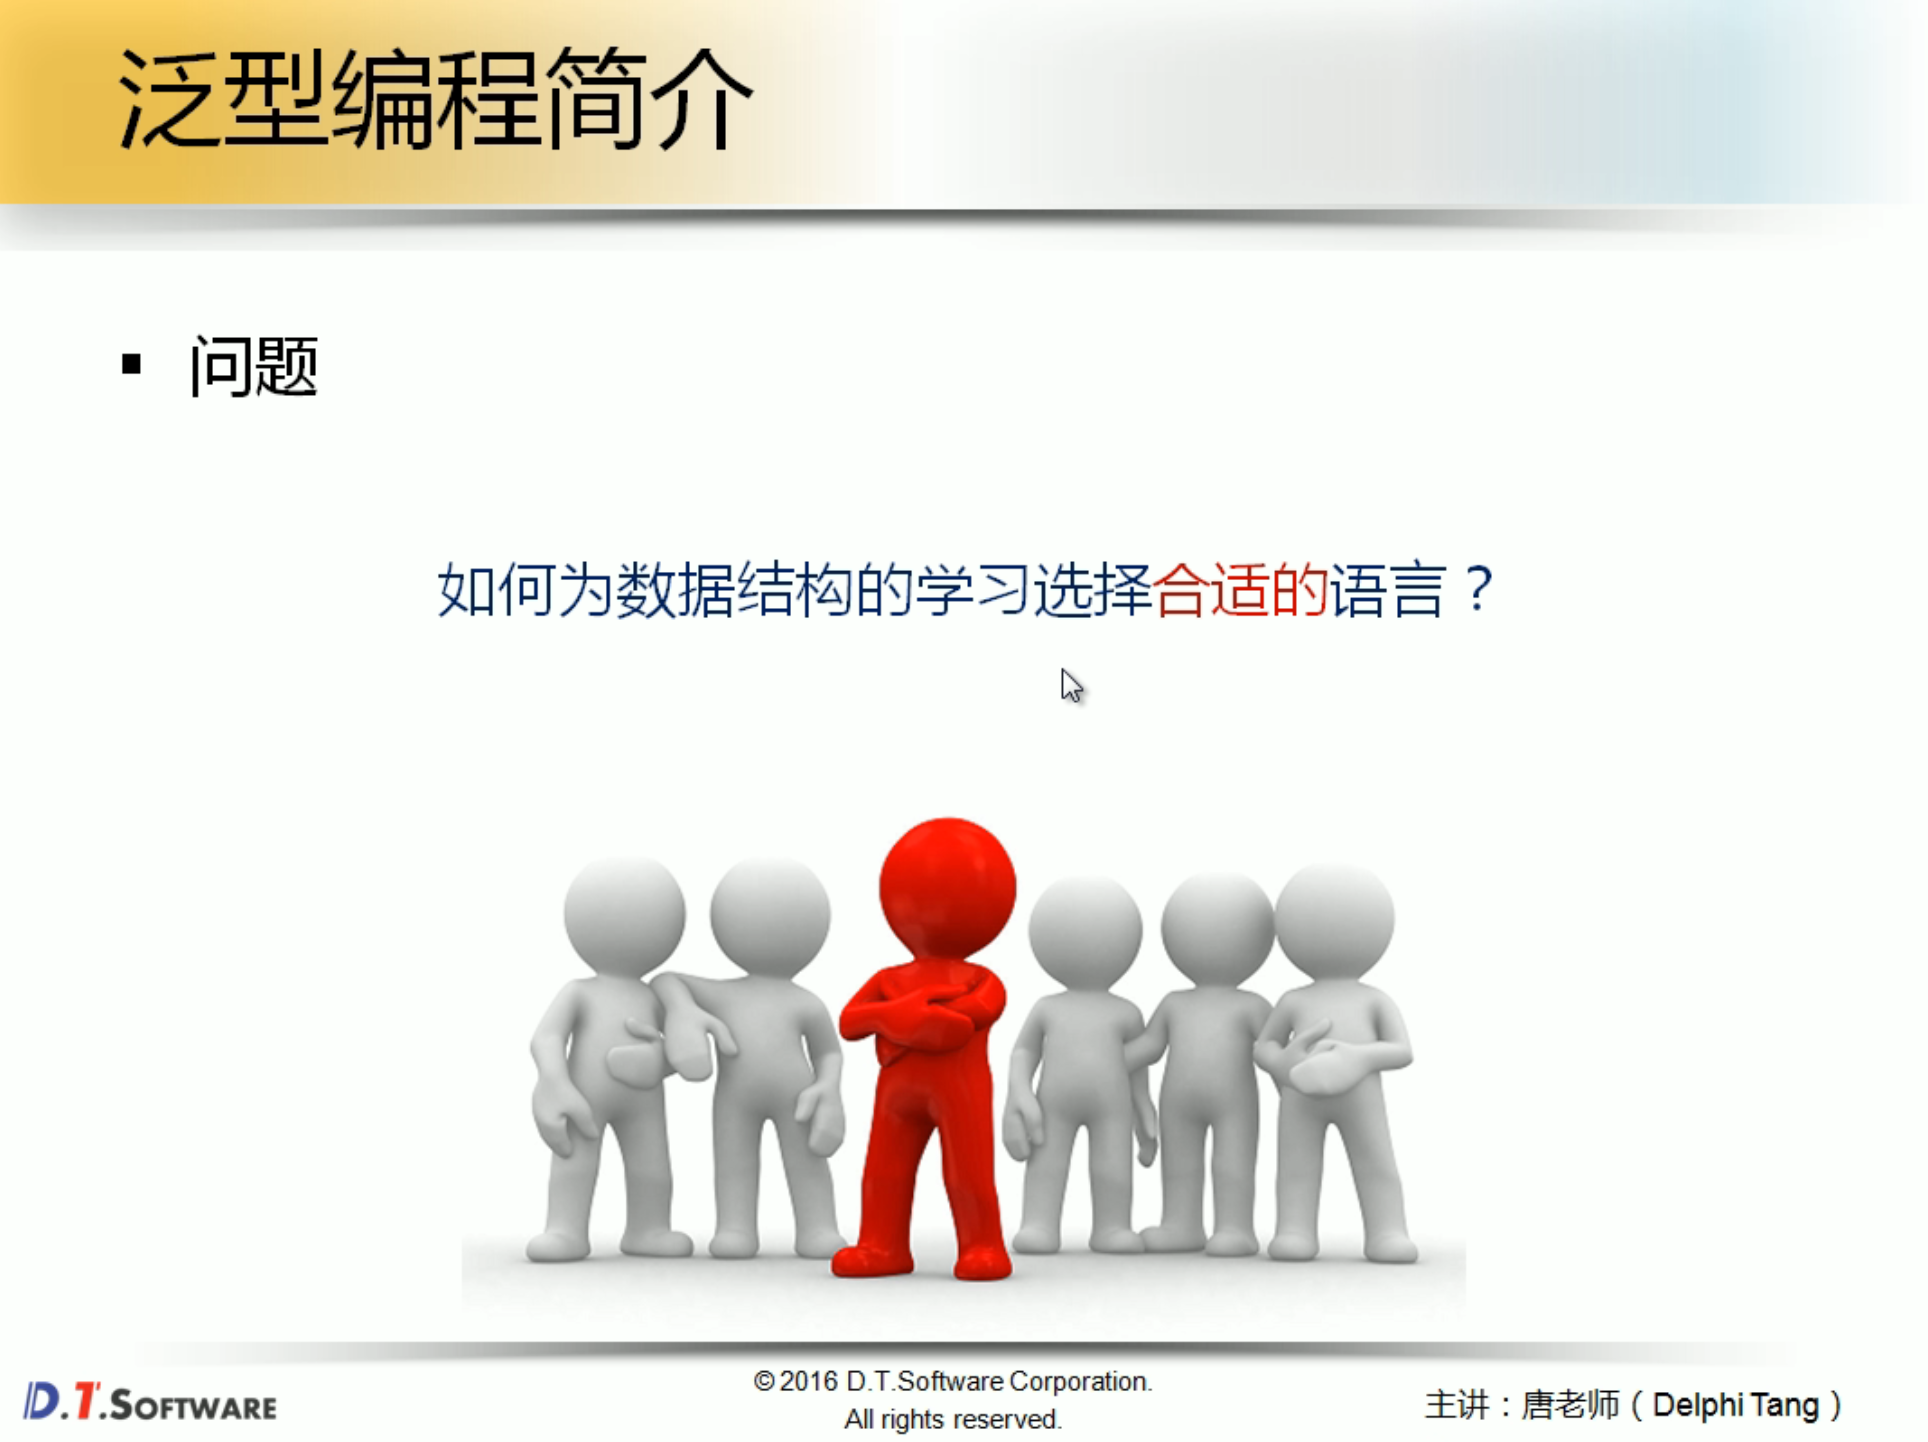 泛型编程简介
▪ 问题
如何为数据结构的学习选择合适的语言？
D.T.SOFTWARE
© 2016 D.T.Software Corporation.
All rights reserved.
主讲：唐老师（Delphi Tang）